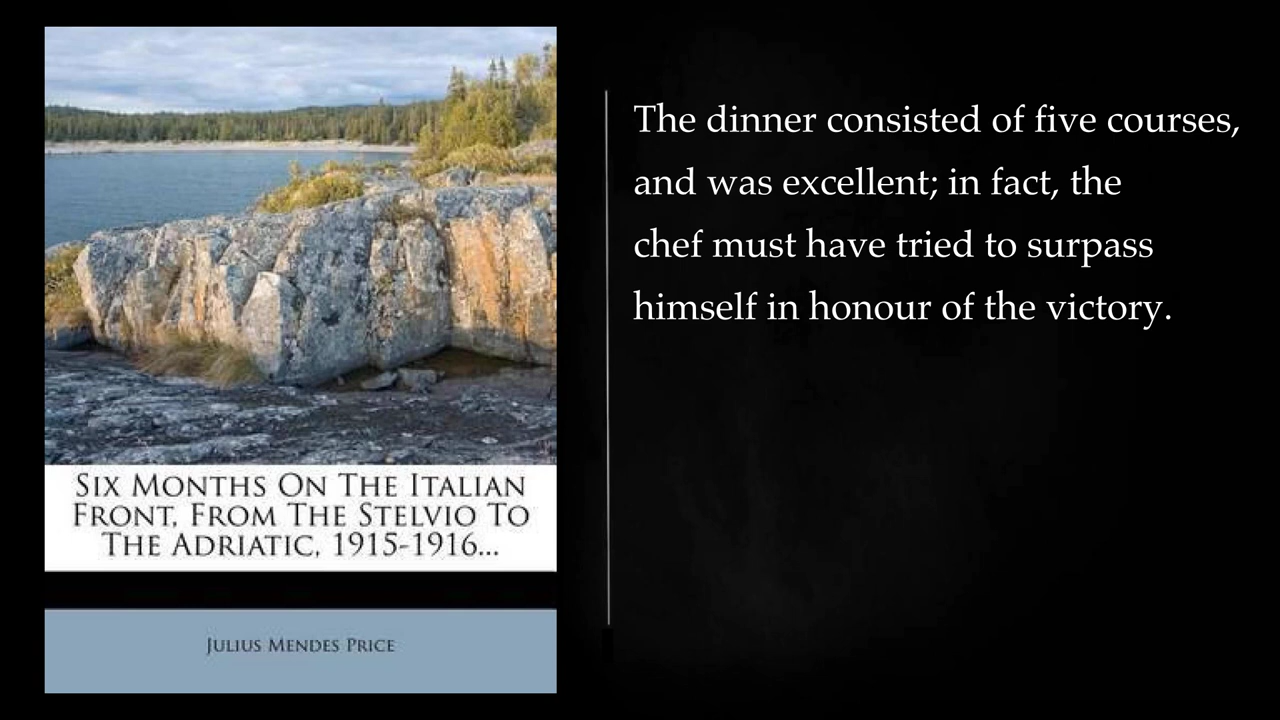 Six Months On The Italian
Front, From The Stelvio To
The Adriatic, 1915-1916...
Julius Mendes Price
The dinner consisted of five courses,
and was excellent; in fact, the
chef must have tried to surpass
himself in honour of the victory.